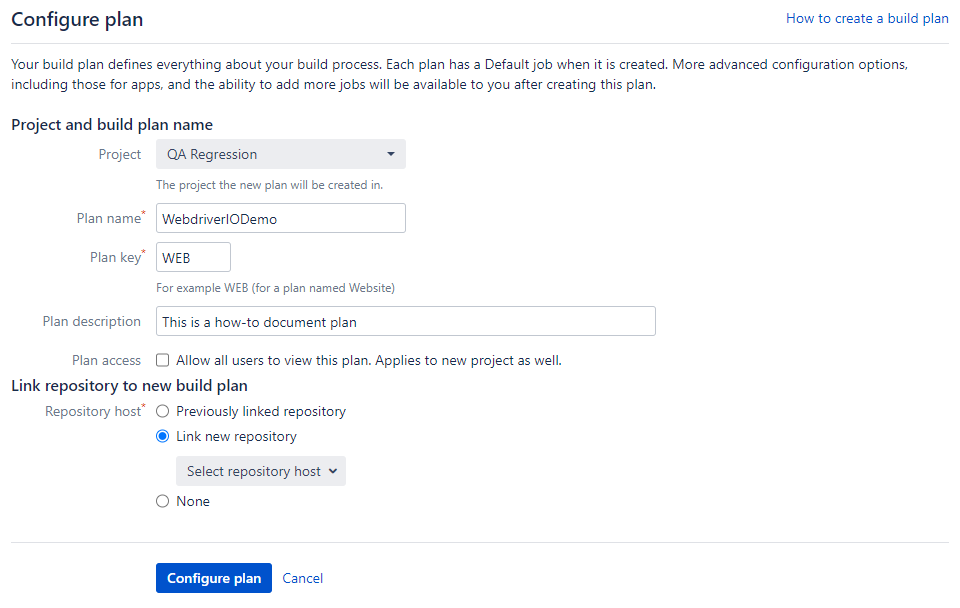 Configure plan
How to create a build plan
Your build plan defines everything about your build process. Each plan has a Default job when it is created. More advanced configuration options,
including those for apps, and the ability to add more jobs will be available to you after creating this plan.
Project and build plan name
Project QA Regression
The project the new plan will be created in.
Plan name* WebdriverIODemo
Plan key* WEB
For example WEB (for a plan named Website)
Plan description This is a how-to document plan
Plan access Allow all users to view this plan. Applies to new project as well.
Link repository to new build plan
Repository host* Previously linked repository
Link new repository
Select repository host
None
Configure plan Cancel